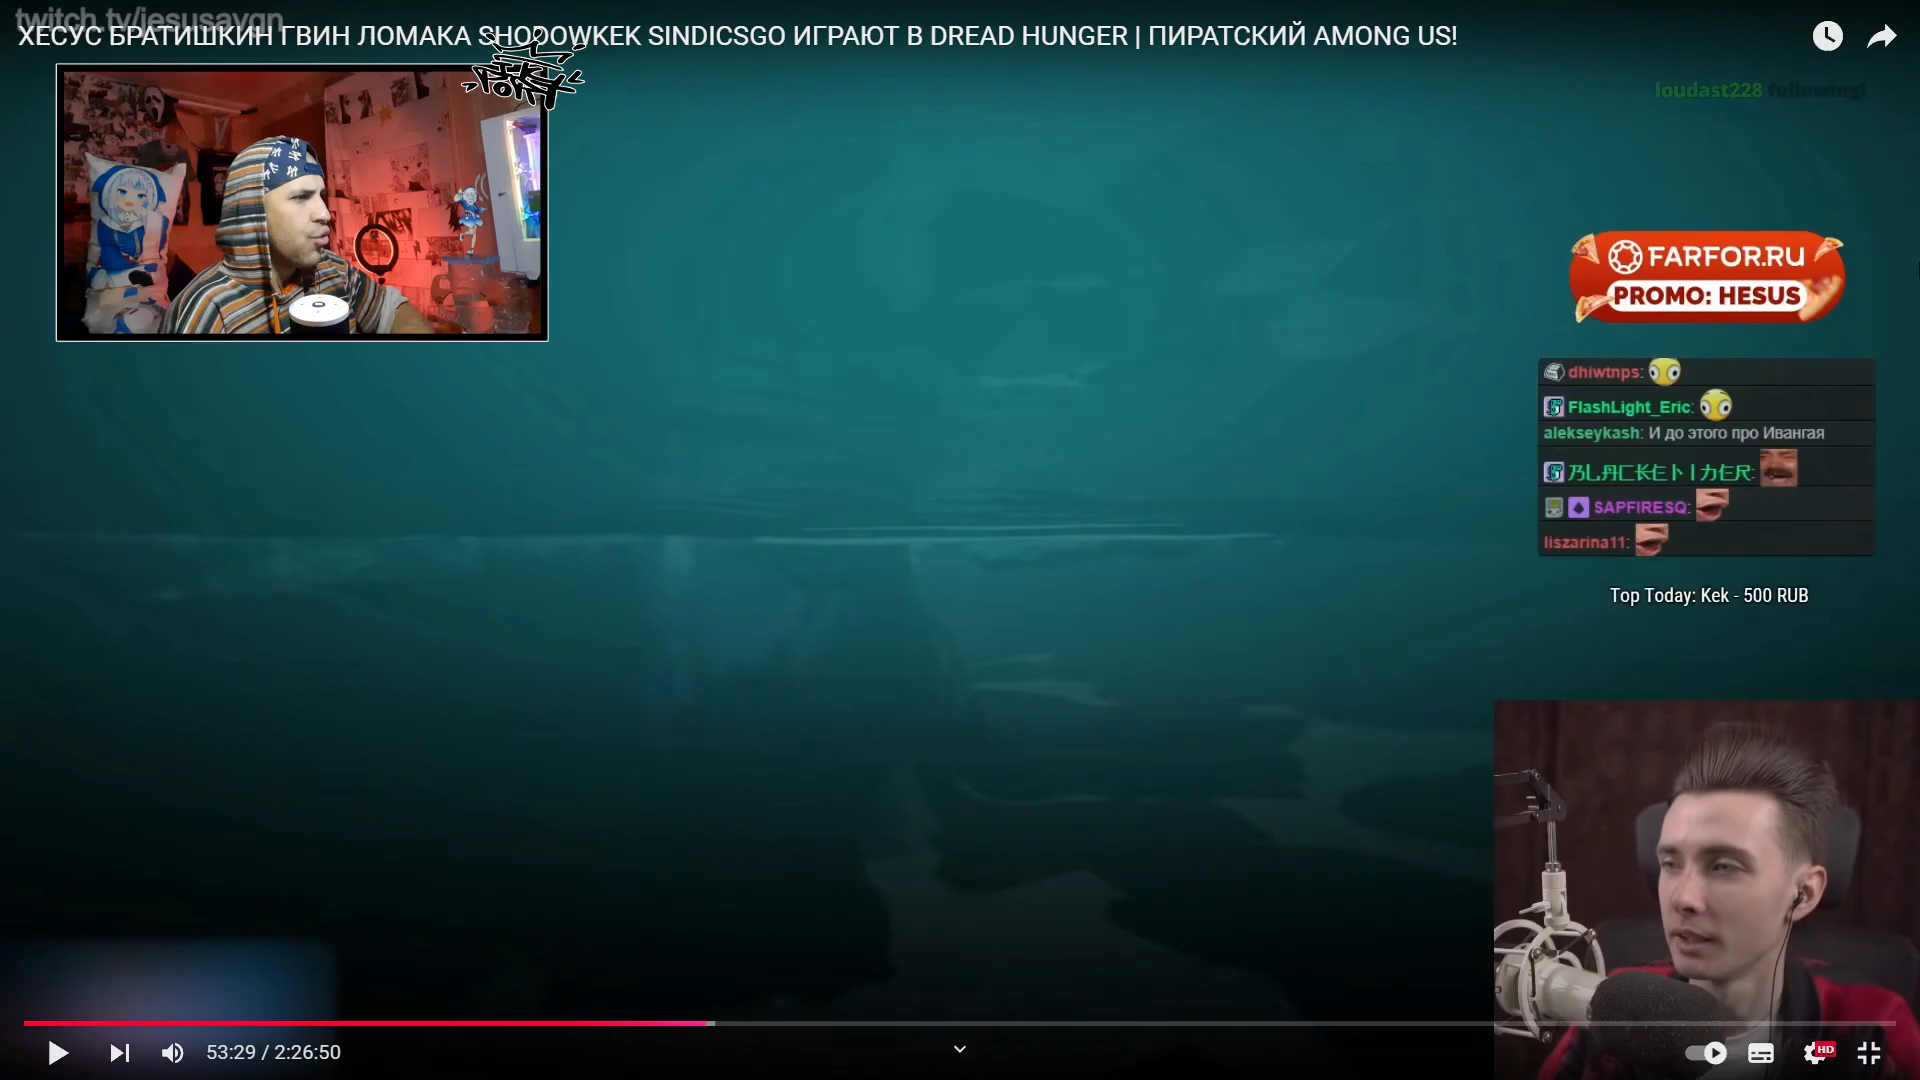 twitch.tv/jesusavgn
ХЕСУС БРАТИШКИН ГВИН ЛОМАКА SHODOWKEK SINDICSGO ИГРАЮТ В DREAD HUNGER | ПИРАТСКИЙ AMONG US!
loudast228 following!
FARFOR.RU
PROMO: HESUS
dhiwtnps:
FlashLight_Eric:
alekseykash: И до этого про Ивангая
SAPFIRESQ:
liszarina11:
Top Today: Kek - 500 RUB
53:29 / 2:26:50
HD